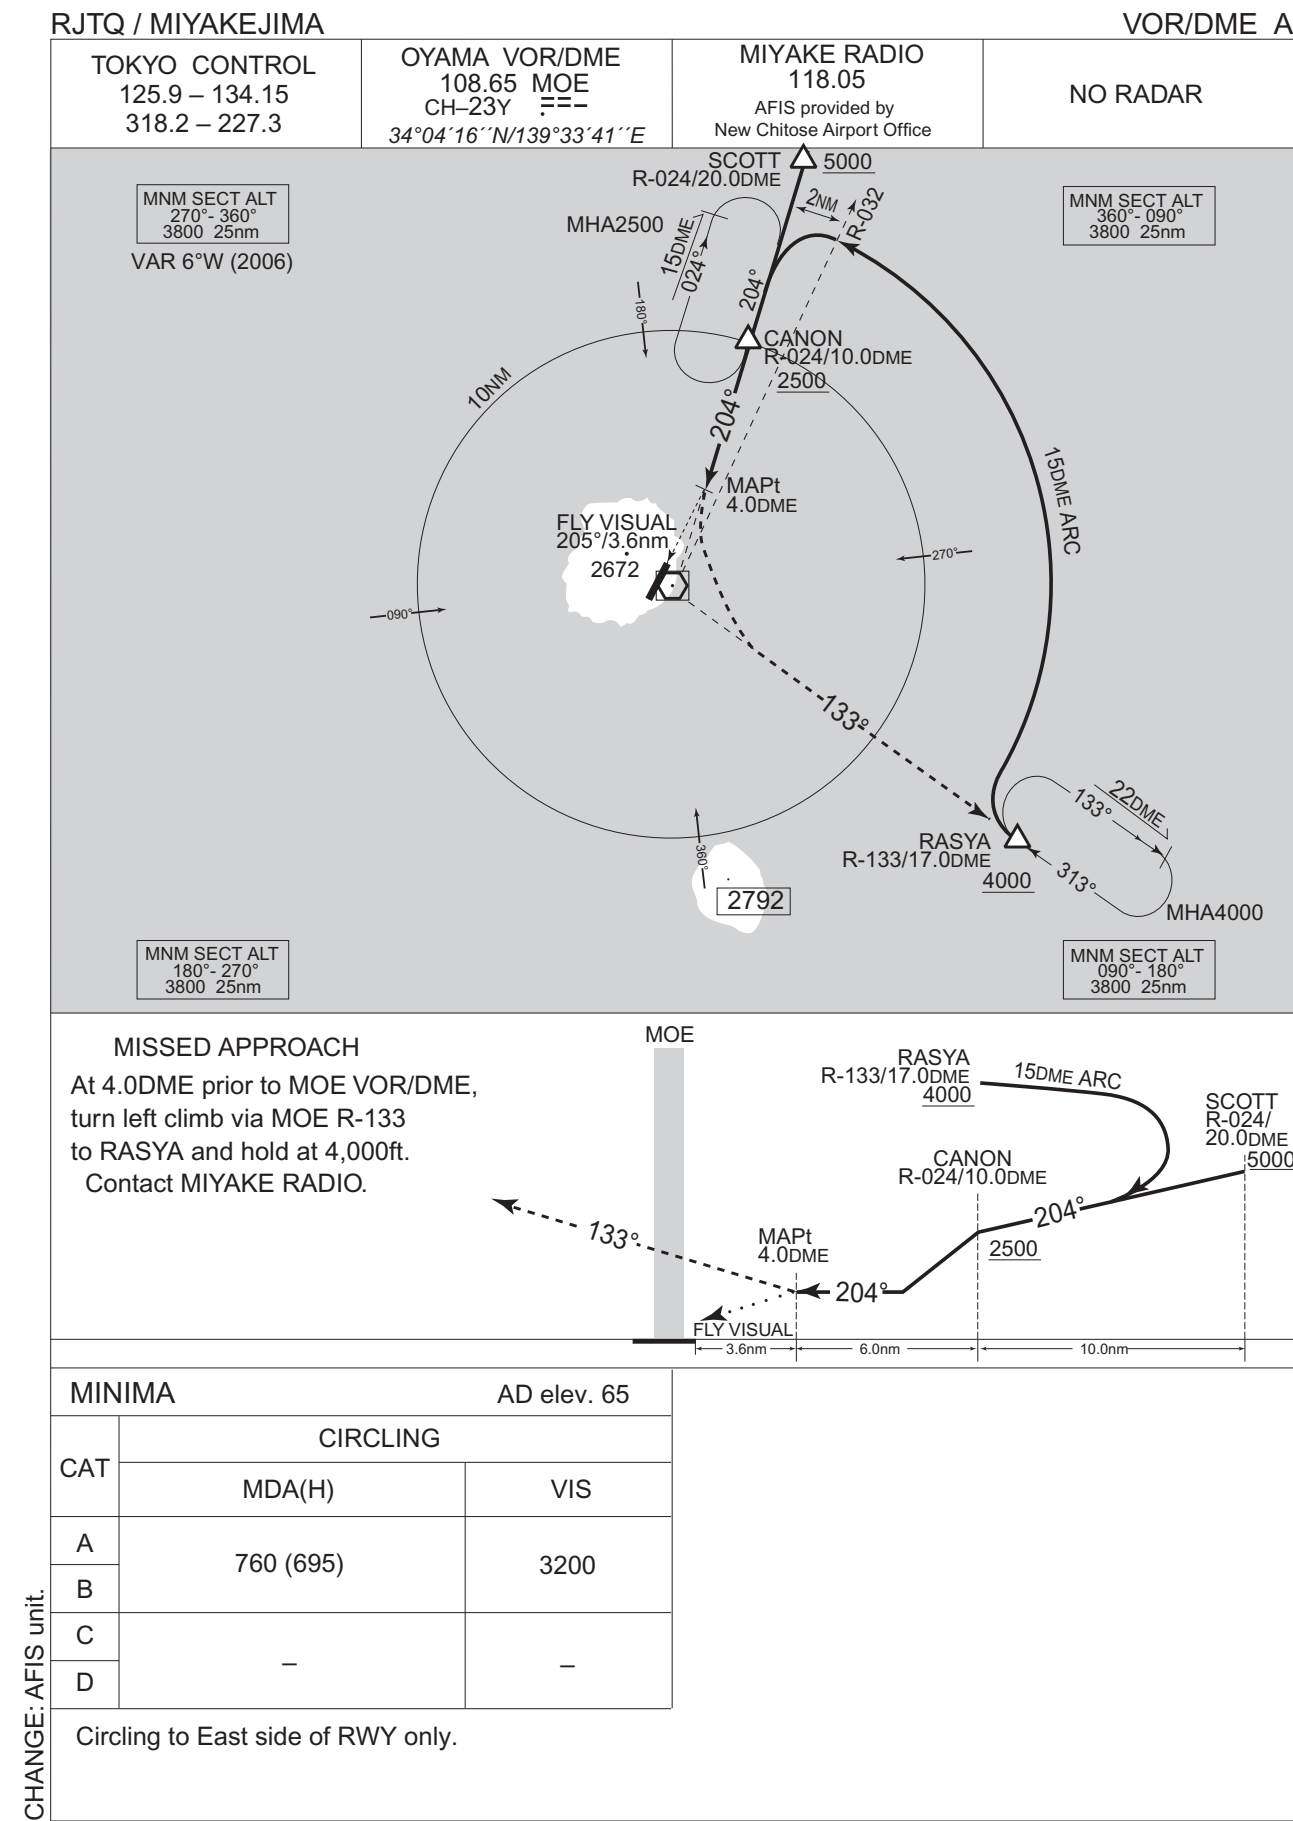 RJTQ / MIYAKEJIMA
VOR/DME A
TOKYO CONTROL
125.9 – 134.15
318.2 – 227.3
OYAMA VOR/DME
108.65 MOE
CH–23Y
34°04´16´´N/139°33´41´´E
MIYAKE RADIO
118.05
AFIS provided by
New Chitose Airport Office
NO RADAR
MNM SECT ALT
270°- 360°
3800 25nm
VAR 6°W (2006)
SCOTT
R-024/20.0DME
5000
MNM SECT ALT
360°- 090°
3800 25nm
MHA2500
15DME
024°
2NM
R-032
204°
180°
CANON
R-024/10.0DME
2500
10NM
204°
15DME ARC
MAPt
4.0DME
FLY VISUAL
205°/3.6nm
2672
270°
090°
133°
360°
RASYA
R-133/17.0DME
4000
22DME
133°
313°
MHA4000
2792
MNM SECT ALT
180°- 270°
3800 25nm
MNM SECT ALT
090°- 180°
3800 25nm
MISSED APPROACH
At 4.0DME prior to MOE VOR/DME,
turn left climb via MOE R-133
to RASYA and hold at 4,000ft.
Contact MIYAKE RADIO.
MOE
RASYA
R-133/17.0DME
4000
15DME ARC
SCOTT
R-024/
20.0DME
5000
CANON
R-024/10.0DME
204°
2500
MAPt
4.0DME
133°
204°
FLY VISUAL
3.6nm
6.0nm
10.0nm
MINIMA
AD elev. 65
CAT
CIRCLING
MDA(H)
VIS
A
B
760 (695)
3200
C
D
–
–
Circling to East side of RWY only.
CHANGE: AFIS unit.